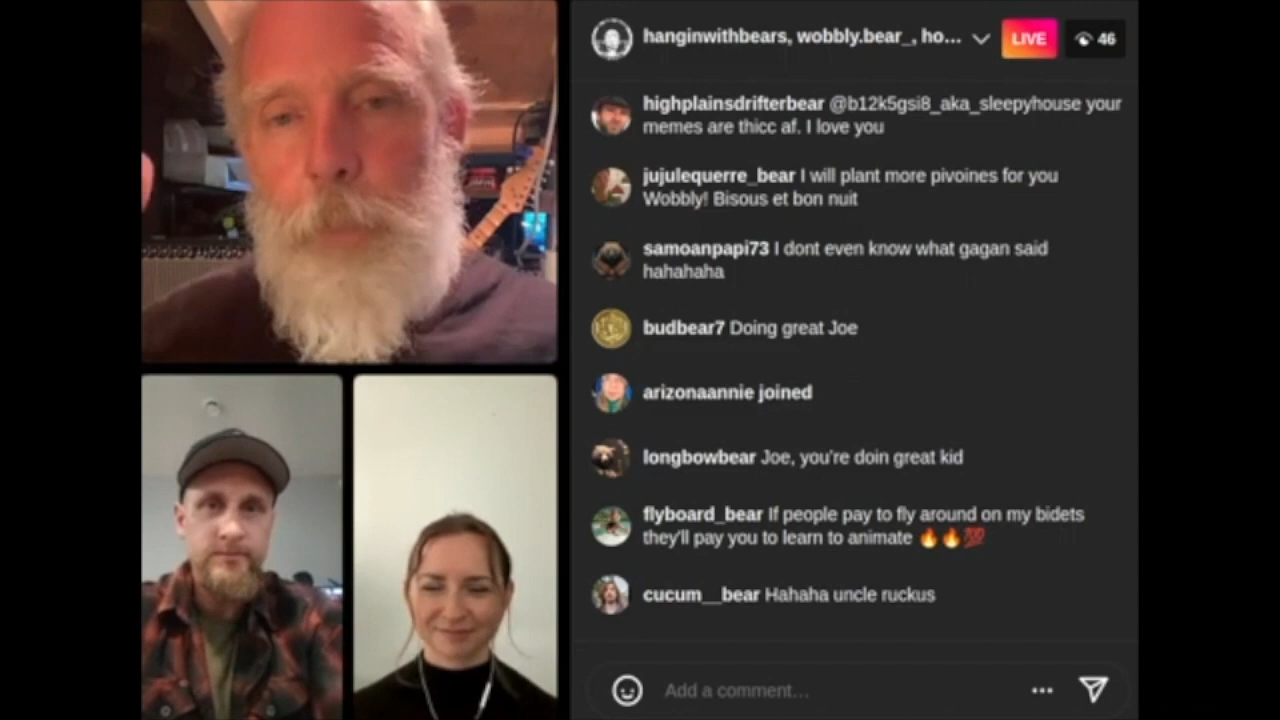 hanginwithbears, wobbly.bear_, ho...
LIVE
46
highplainsdrifterbear @b12k5gsi8_aka_sleepyhouse your
memes are thicc af. I love you
jujulequerre_bear I will plant more pivoines for you
Wobbly! Bisous et bon nuit
samoanpapi73 I dont even know what gagan said
hahahaha
budbear7 Doing great Joe
arizonaannie joined
longbowbear Joe, you're doin great kid
flyboard_bear If people pay to fly around on my bidets
they'll pay you to learn to animate 🔥🔥💯
cucum__bear Hahaha uncle ruckus
Add a comment...